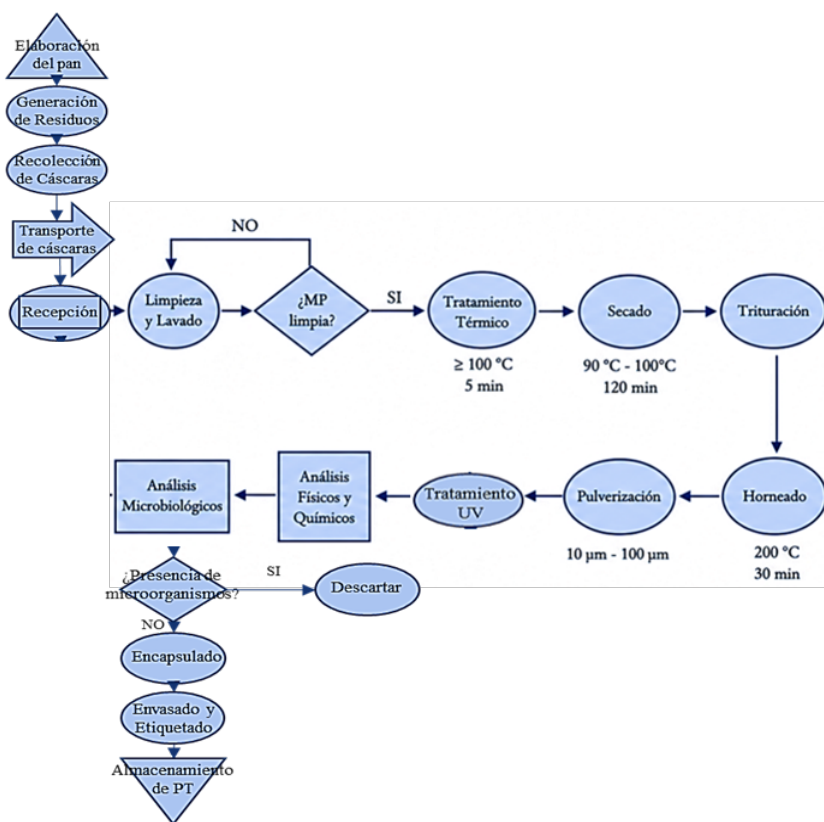 Elaboración
del pan
Generación
de Residuos
Recolección
de Cáscaras
Transporte
de cáscaras
Recepción
Limpieza
y Lavado
NO
¿MP
limpia?
SI
Tratamiento
Térmico
≥ 100 °C
5 min
Secado
90 °C - 100°C
120 min
Trituración
Horneado
200 °C
30 min
Pulverización
10 µm - 100 µm
Tratamiento
UV
Análisis
Físicos y
Químicos
Análisis
Microbiológicos
¿Presencia de
microorganismos?
SI
Descartar
NO
Encapsulado
Envasado y
Etiquetado
Almacenamiento
de PT